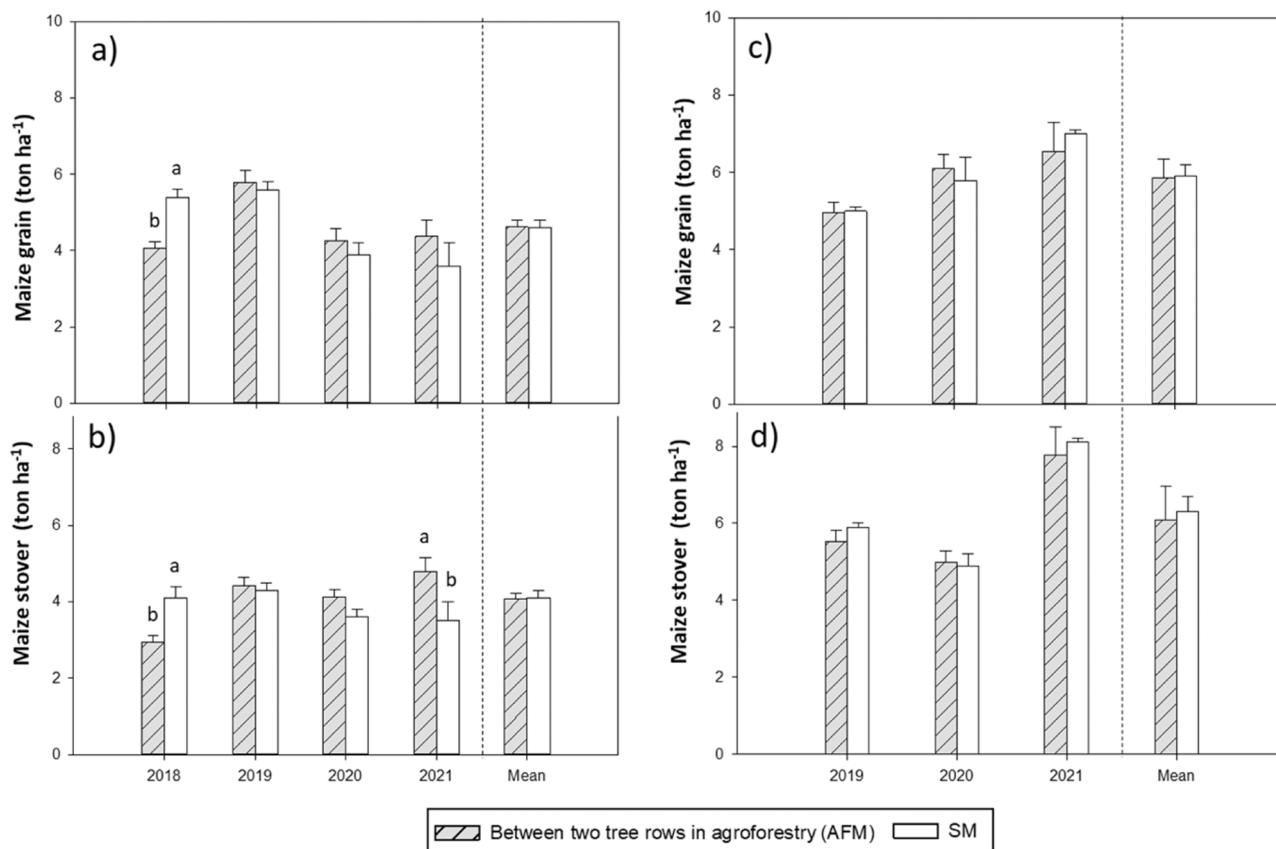 a)
Maize grain (ton ha⁻¹)
10
8
6
4
2
0
b
a
b)
Maize stover (ton ha⁻¹)
8
6
4
2
0
b
a
a
b
2018
2019
2020
2021
Mean
c)
Maize grain (ton ha⁻¹)
10
8
6
4
2
0
d)
Maize stover (ton ha⁻¹)
8
6
4
2
0
2019
2020
2021
Mean
Between two tree rows in agroforestry (AFM)
SM